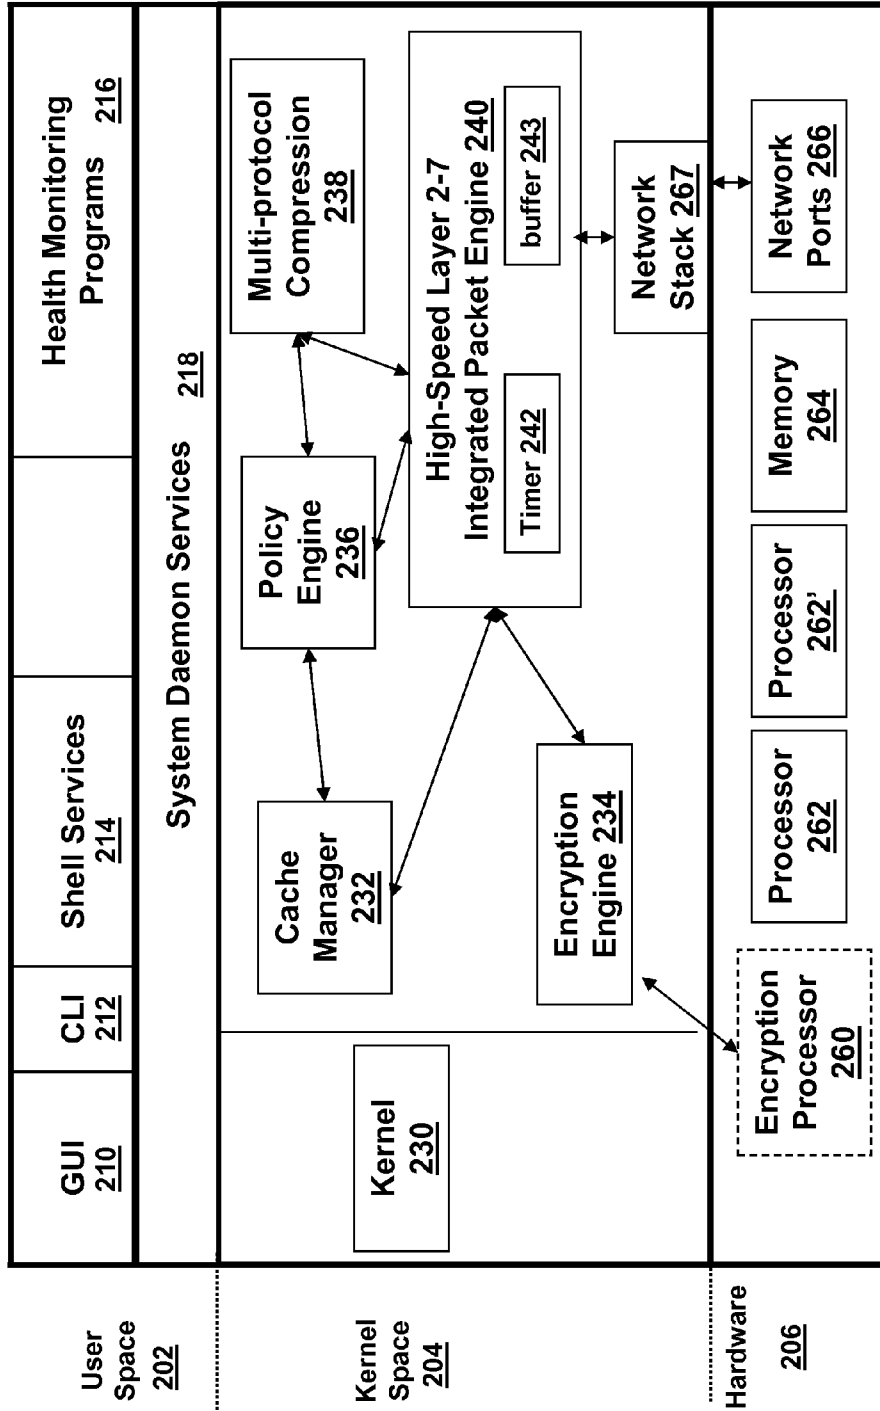 User
Space
202
GUI
210
CLI
212
Shell Services
214
Health Monitoring
Programs 216
System Daemon Services 218
Kernel
Space
204
Kernel
230
Cache
Manager
232
Policy
Engine
236
Multi-protocol
Compression
238
High-Speed Layer 2-7
Integrated Packet Engine 240
Timer 242
buffer 243
Encryption
Engine 234
Network
Stack 267
Hardware
206
Encryption
Processor
260
Processor
262
Processor
262'
Memory
264
Network
Ports 266